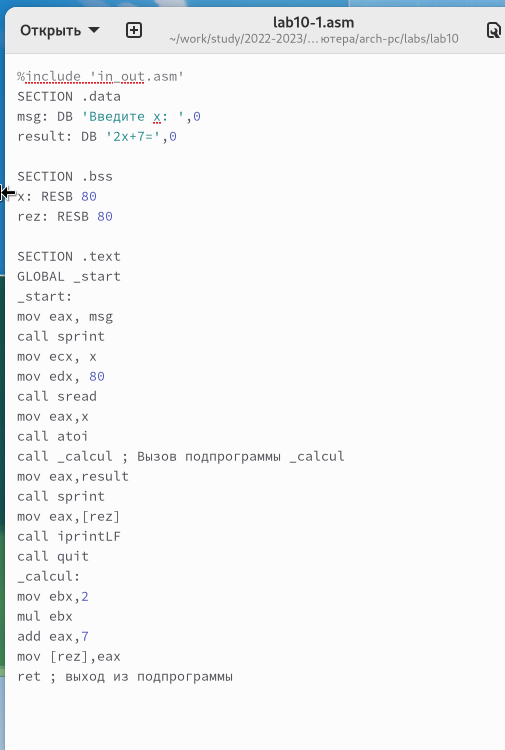 Открыть
lab10-1.asm
~/work/study/2022-2023/… ютера/arch-pc/labs/lab10
%include 'in_out.asm'
SECTION .data
msg: DB 'Введите x: ',0
result: DB '2x+7=',0
SECTION .bss
x: RESB 80
rez: RESB 80
SECTION .text
GLOBAL _start
_start:
mov eax, msg
call sprint
mov ecx, x
mov edx, 80
call sread
mov eax,x
call atoi
call _calcul ; Вызов подпрограммы _calcul
mov eax,result
call sprint
mov eax,[rez]
call iprintLF
call quit
_calcul:
mov ebx,2
mul ebx
add eax,7
mov [rez],eax
ret ; выход из подпрограммы